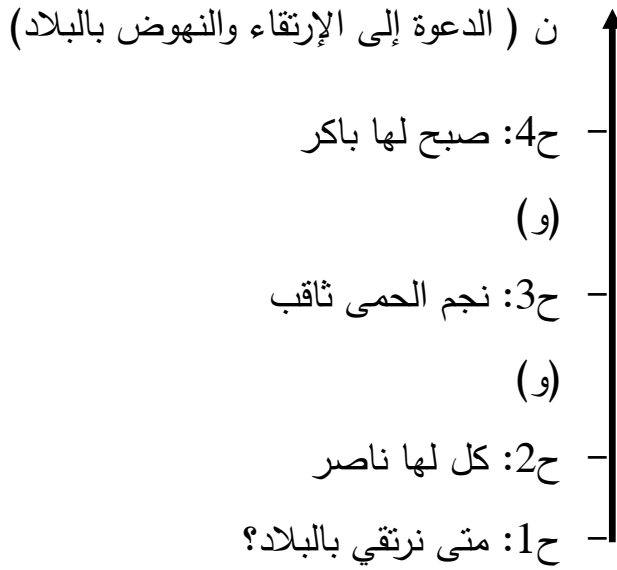 ن ( الدعوة إلى الإرتقاء والنهوض بالبلاد)
– ح4: صبح لها باكر
(و)
– ح3: نجم الحمى ثاقب
(و)
– ح2: كل لها ناصر
– ح1: متى نرتقي بالبلاد؟